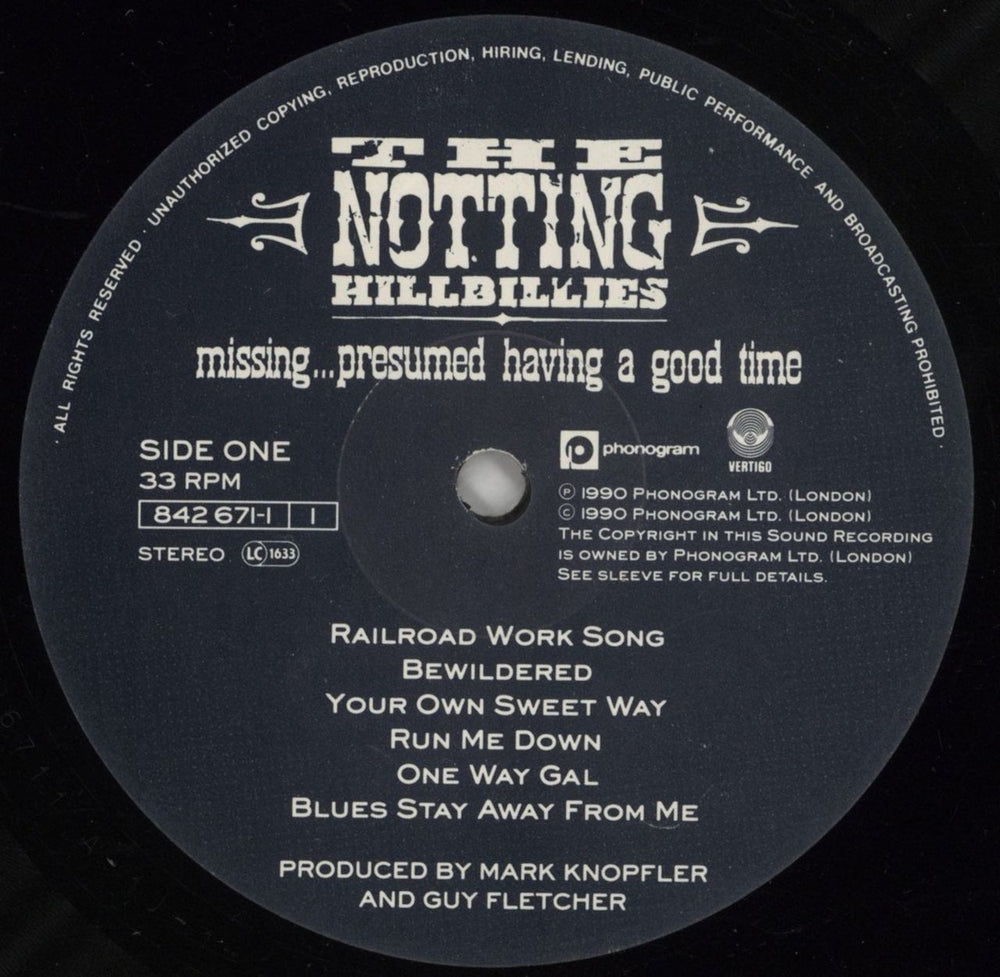 · ALL RIGHTS RESERVED · UNAUTHORIZED COPYING, REPRODUCTION, HIRING, LENDING, PUBLIC PERFORMANCE AND BROADCASTING PROHIBITED ·
THE
NOTTING
HILLBILLIES
missing...presumed having a good time
SIDE ONE
33 RPM
842 671-1 1
STEREO LC 1633
p phonogram
VERTIGO
Ⓟ 1990 PHONOGRAM LTD. (LONDON)
© 1990 PHONOGRAM LTD. (LONDON)
THE COPYRIGHT IN THIS SOUND RECORDING
IS OWNED BY PHONOGRAM LTD. (LONDON)
SEE SLEEVE FOR FULL DETAILS.
RAILROAD WORK SONG
BEWILDERED
YOUR OWN SWEET WAY
RUN ME DOWN
ONE WAY GAL
BLUES STAY AWAY FROM ME
PRODUCED BY MARK KNOPFLER
AND GUY FLETCHER